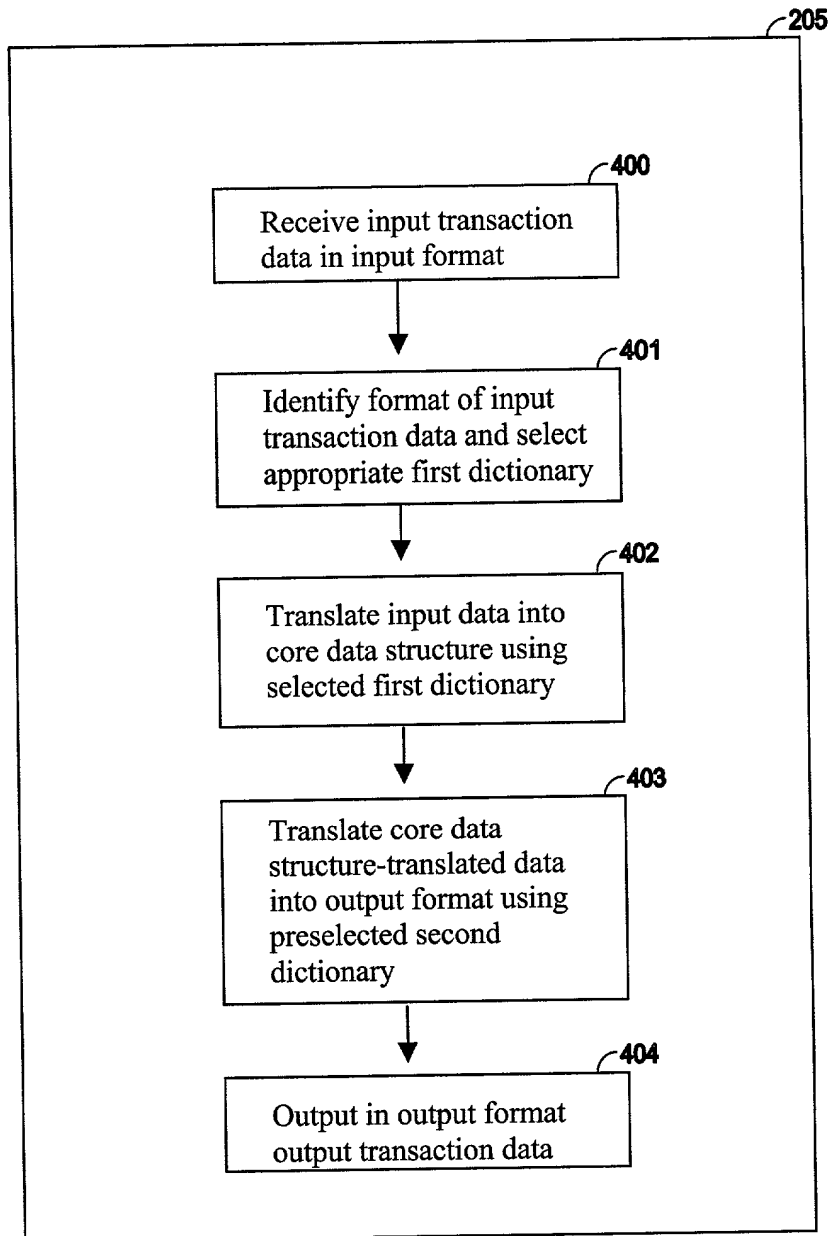 205
400
Receive input transaction
data in input format
401
Identify format of input
transaction data and select
appropriate first dictionary
402
Translate input data into
core data structure using
selected first dictionary
403
Translate core data
structure-translated data
into output format using
preselected second
dictionary
404
Output in output format
output transaction data